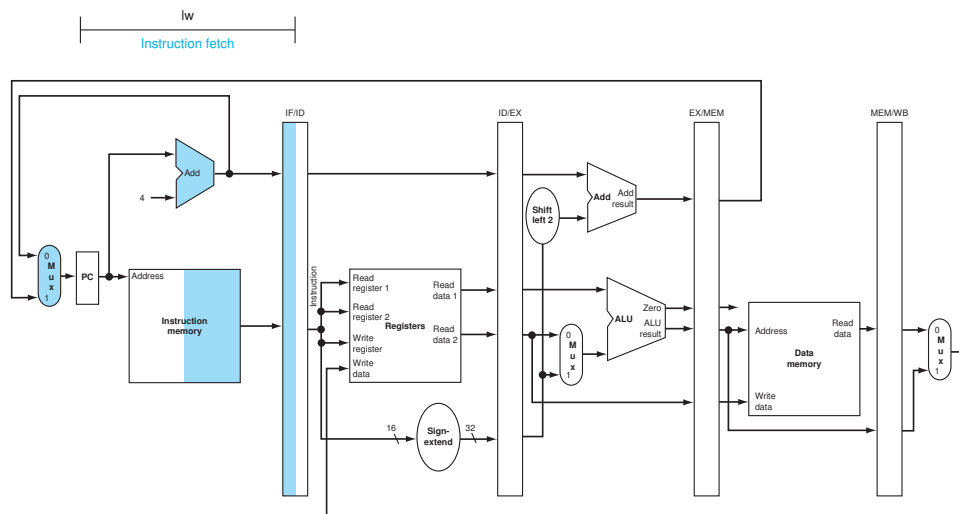 lw
Instruction fetch
IF/ID
ID/EX
EX/MEM
MEM/WB
Add
4
Shift
left 2
Add
Add
result
0
M
u
x
1
PC
Address
Instruction
memory
Instruction
Read
register 1
Read
register 2
Write
register
Write
data
Registers
Read
data 1
Read
data 2
0
M
u
x
1
Zero
ALU
ALU
result
Address
Write
data
Data
memory
Read
data
0
M
u
x
1
16
Sign-
extend
32